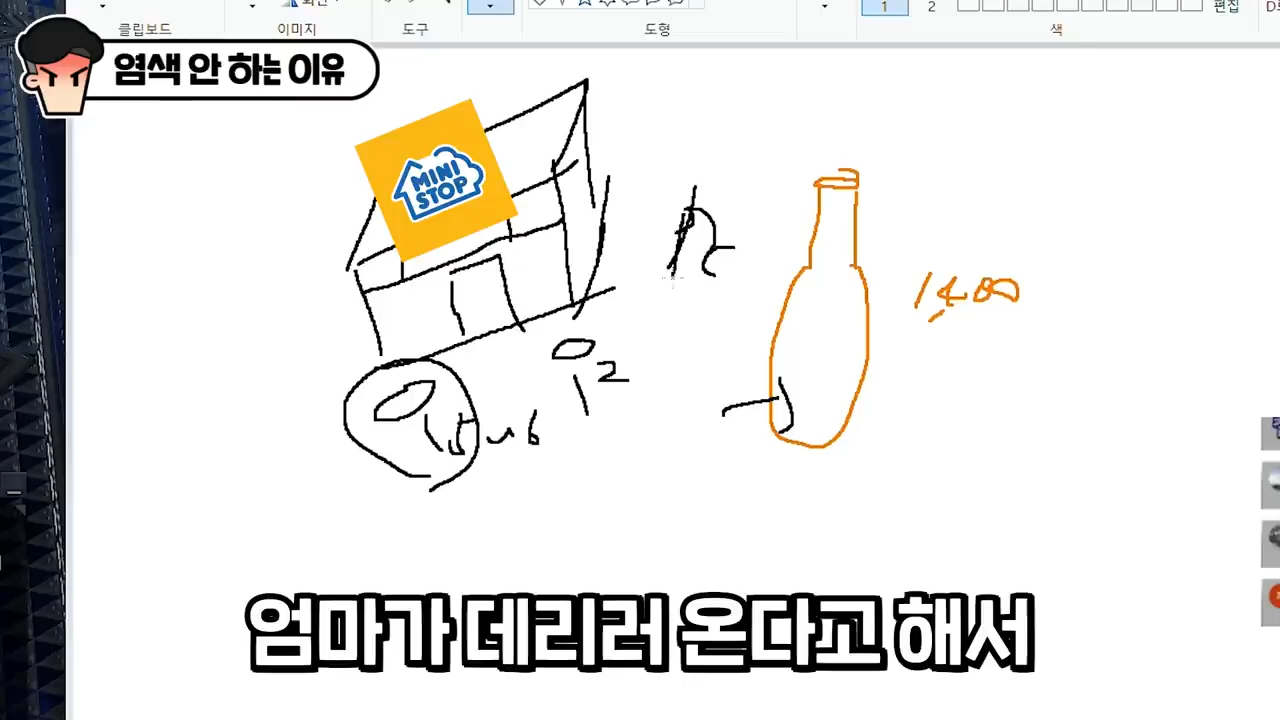 클립보드
이미지
도구
도형
1
2
색
편집
염색 안 하는 이유
MINI
STOP
1400
2
엄마가 데리러 온다고 해서